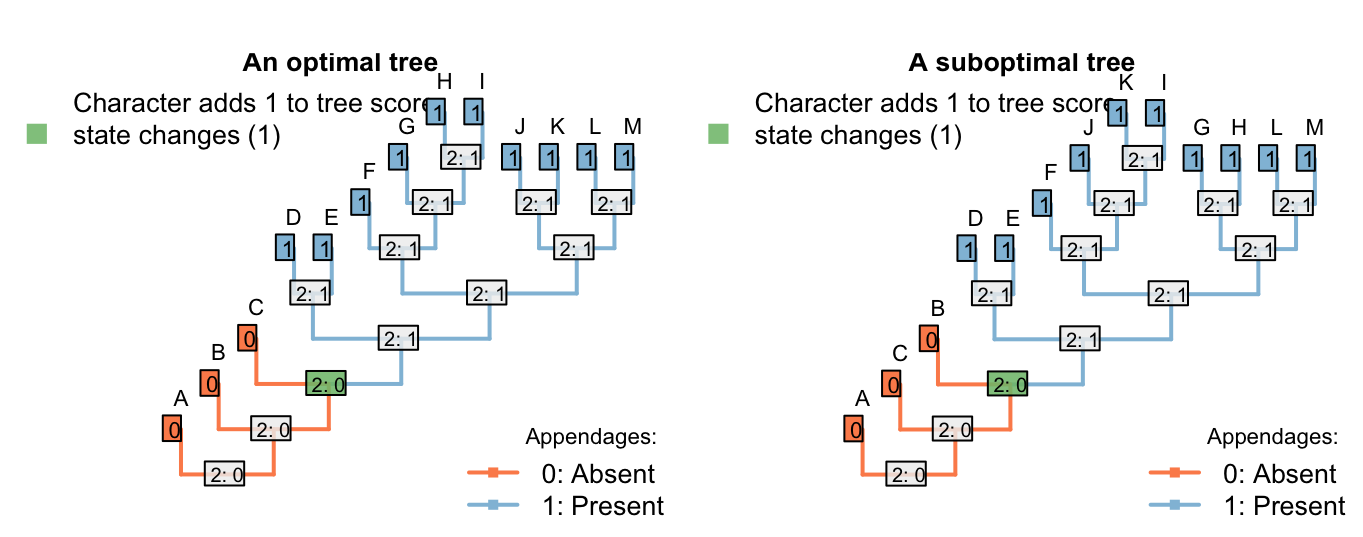 An optimal tree
Character adds 1 to tree score
state changes (1)
H I
1 1
G
1 2: 1
J K L M
1 1 1 1
F
1 2: 1 2: 1 2: 1
D E
1 1 2: 1 2: 1
2: 1 2: 1
C
0 2: 1
B
0 2: 0
A
0 2: 0
2: 0
Appendages:
0: Absent
1: Present
A suboptimal tree
Character adds 1 to tree score
state changes (1)
K I
1 1
J
1 2: 1
G H L M
1 1 1 1
F
1 2: 1 2: 1 2: 1
D E
1 1 2: 1 2: 1
2: 1 2: 1
B
0 2: 1
C
0 2: 0
A
0 2: 0
2: 0
Appendages:
0: Absent
1: Present